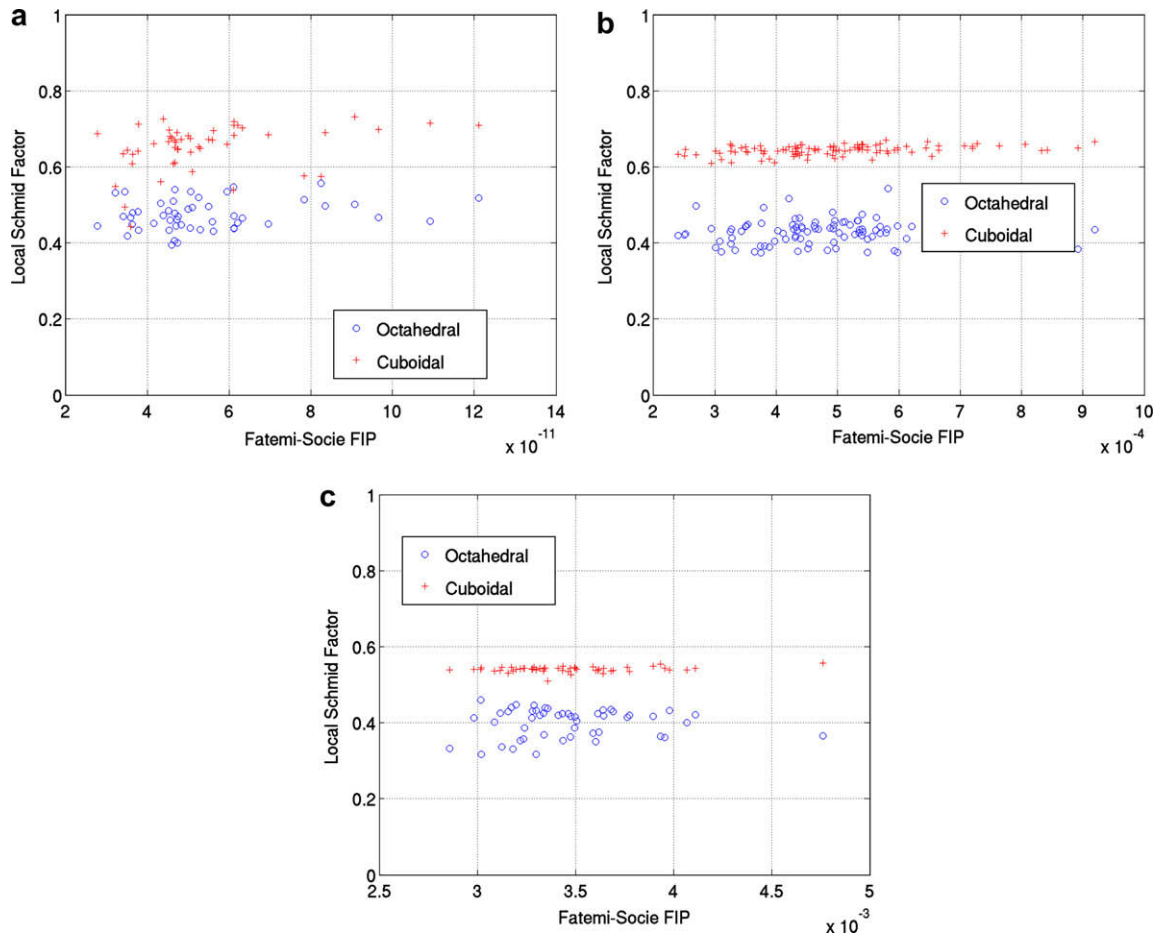 a
1
0.8
0.6
0.4
0.2
0
Local Schmid Factor
Octahedral
Cuboidal
2 4 6 8 10 12 14
Fatemi-Socie FIP
x 10⁻¹¹
b
1
0.8
0.6
0.4
0.2
0
Local Schmid Factor
Octahedral
Cuboidal
2 3 4 5 6 7 8 9 10
Fatemi-Socie FIP
x 10⁻⁴
c
1
0.8
0.6
0.4
0.2
0
Local Schmid Factor
Octahedral
Cuboidal
2.5 3 3.5 4 4.5 5
Fatemi-Socie FIP
x 10⁻³